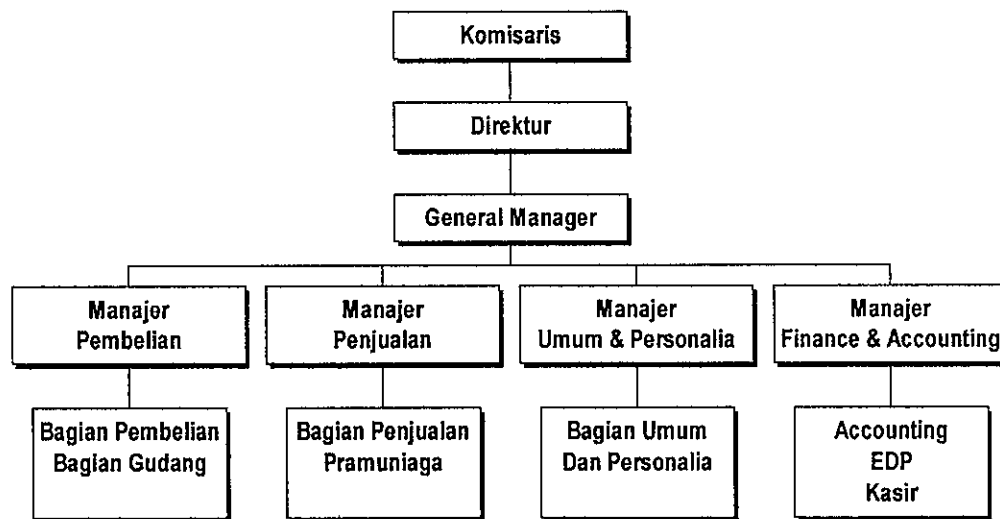 Komisaris
Direktur
General Manager
Manajer
Pembelian
Manajer
Penjualan
Manajer
Umum & Personalia
Manajer
Finance & Accounting
Bagian Pembelian
Bagian Gudang
Bagian Penjualan
Pramuniaga
Bagian Umum
Dan Personalia
Accounting
EDP
Kasir